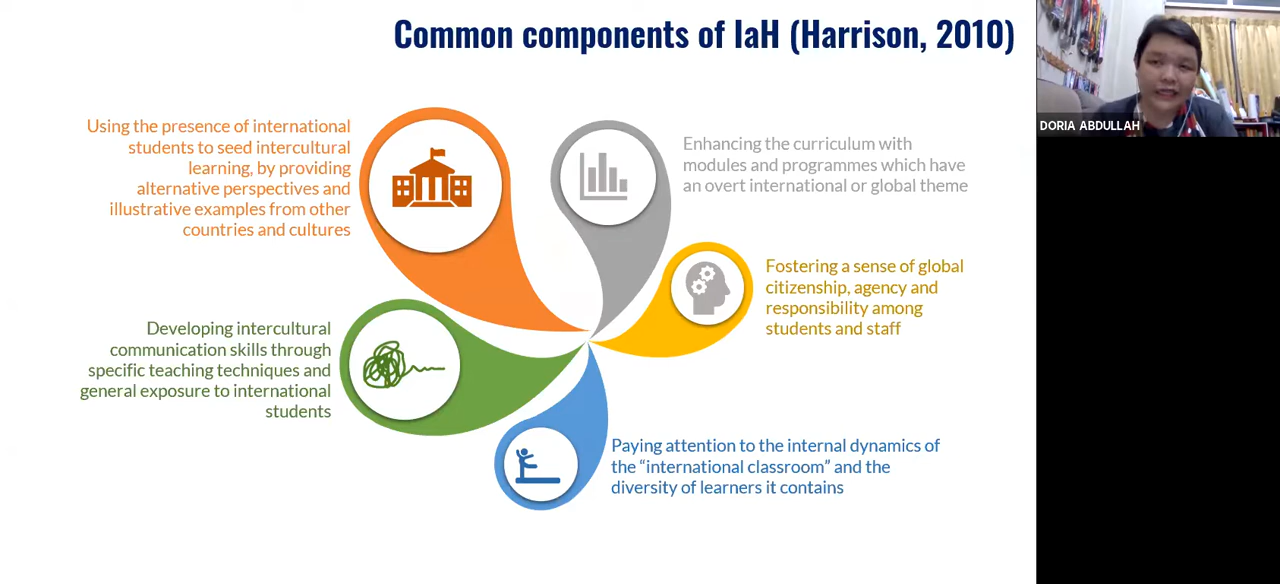 Common components of IaH (Harrison, 2010)
DORIA ABDULLAH
Using the presence of international
students to seed intercultural
learning, by providing
alternative perspectives and
illustrative examples from other
countries and cultures
Enhancing the curriculum with
modules and programmes which have
an overt international or global theme
Fostering a sense of global
citizenship, agency and
responsibility among
students and staff
Developing intercultural
communication skills through
specific teaching techniques and
general exposure to international
students
Paying attention to the internal dynamics of
the “international classroom” and the
diversity of learners it contains